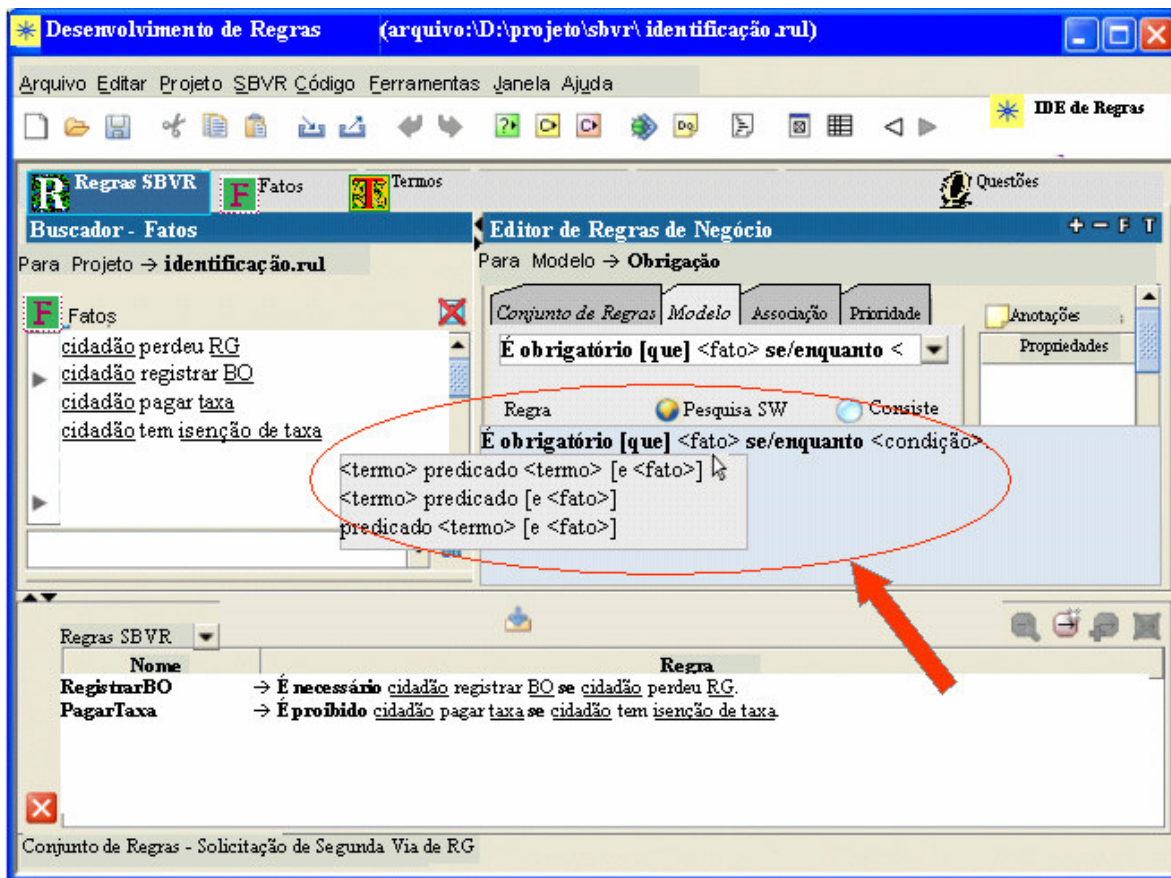 Desenvolvimento de Regras (arquivo:\D:\projeto\sbvr\ identificação.rul)
Arquivo Editar Projeto SBVR Código Ferramentas Janela Ajuda
IDE de Regras
Regras SBVR
Fatos
Termos
Questões
Buscador - Fatos
Para Projeto → identificação.rul
Fatos
cidadão perdeu RG
cidadão registrar BO
cidadão pagar taxa
cidadão tem isenção de taxa
Editor de Regras de Negócio + − F T
Para Modelo → Obrigação
Conjunto de Regras Modelo Associação Prioridade
Anotações
Propriedades
É obrigatório [que] <fato> se/enquanto <
Regra Pesquisa SW Consiste
É obrigatório [que] <fato> se/enquanto <condição>.
<termo> predicado <termo> [e <fato>]
<termo> predicado [e <fato>]
predicado <termo> [e <fato>]
Regras SBVR
Nome Regra
RegistrarBO → É necessário cidadão registrar BO se cidadão perdeu RG.
PagarTaxa → É proibido cidadão pagar taxa se cidadão tem isenção de taxa.
Conjunto de Regras - Solicitação de Segunda Via de RG